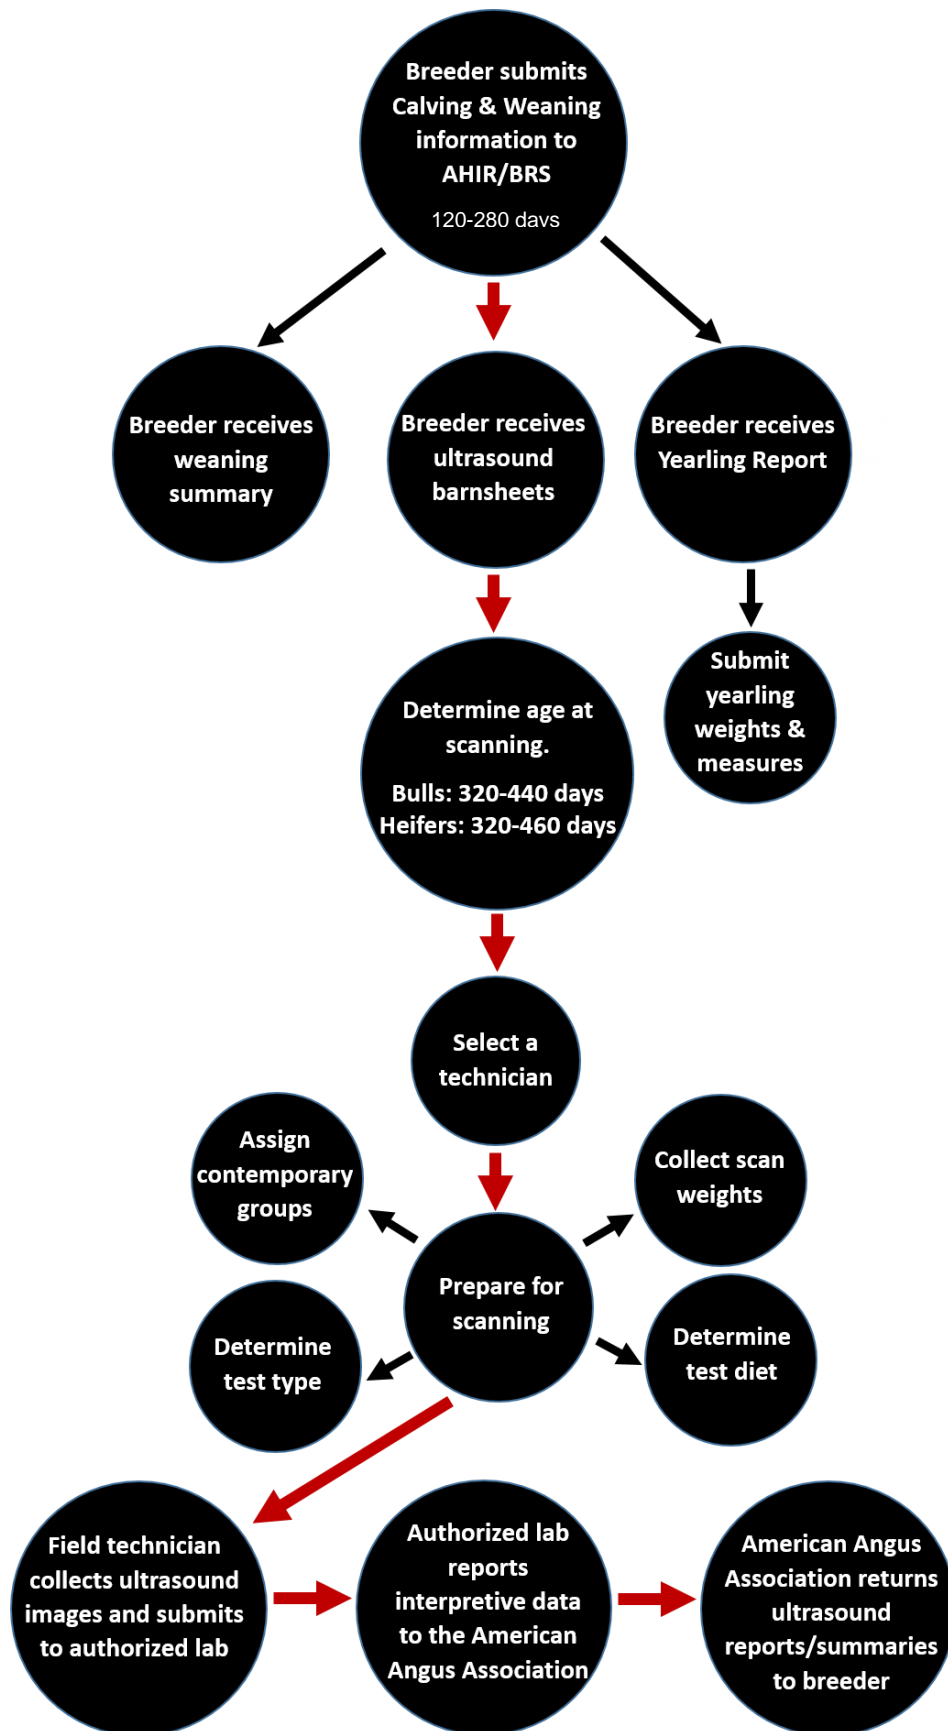 Breeder submits
Calving & Weaning
information to
AHIR/BRS
120-280 days
Breeder receives
weaning
summary
Breeder receives
ultrasound
barnsheets
Breeder receives
Yearling Report
Submit
yearling
weights &
measures
Determine age at
scanning.
Bulls: 320-440 days
Heifers: 320-460 days
Select a
technician
Assign
contemporary
groups
Collect scan
weights
Prepare for
scanning
Determine
test type
Determine
test diet
Field technician
collects ultrasound
images and submits
to authorized lab
Authorized lab
reports
interpretive data
to the American
Angus Association
American Angus
Association returns
ultrasound
reports/summaries
to breeder